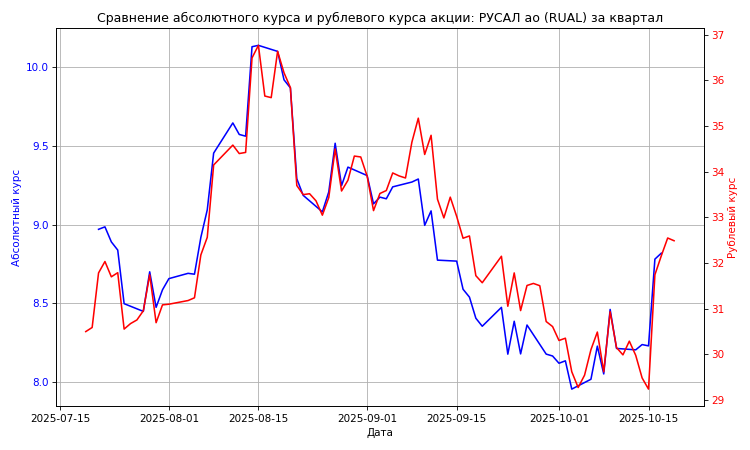 Сравнение абсолютного курса и рублевого курса акции: РУСАЛ ао (RUAL) за квартал
Абсолютный курс
10.0
9.5
9.0
8.5
8.0
37
36
35
34
33
32
31
30
29
Рублевый курс
2025-07-15 2025-08-01 2025-08-15 2025-09-01 2025-09-15 2025-10-01 2025-10-15
Дата